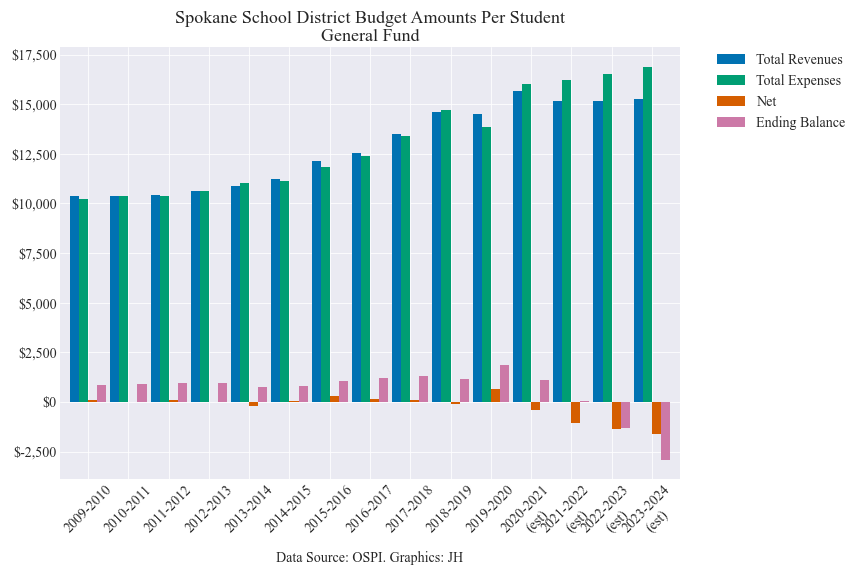 Spokane School District Budget Amounts Per Student
General Fund
$17,500
$15,000
$12,500
$10,000
$7,500
$5,000
$2,500
$0
$-2,500
Total Revenues
Total Expenses
Net
Ending Balance
2009-2010
2010-2011
2011-2012
2012-2013
2013-2014
2014-2015
2015-2016
2016-2017
2017-2018
2018-2019
2019-2020
2020-2021
(est)
2021-2022
(est)
2022-2023
(est)
2023-2024
(est)
Data Source: OSPI. Graphics: JH